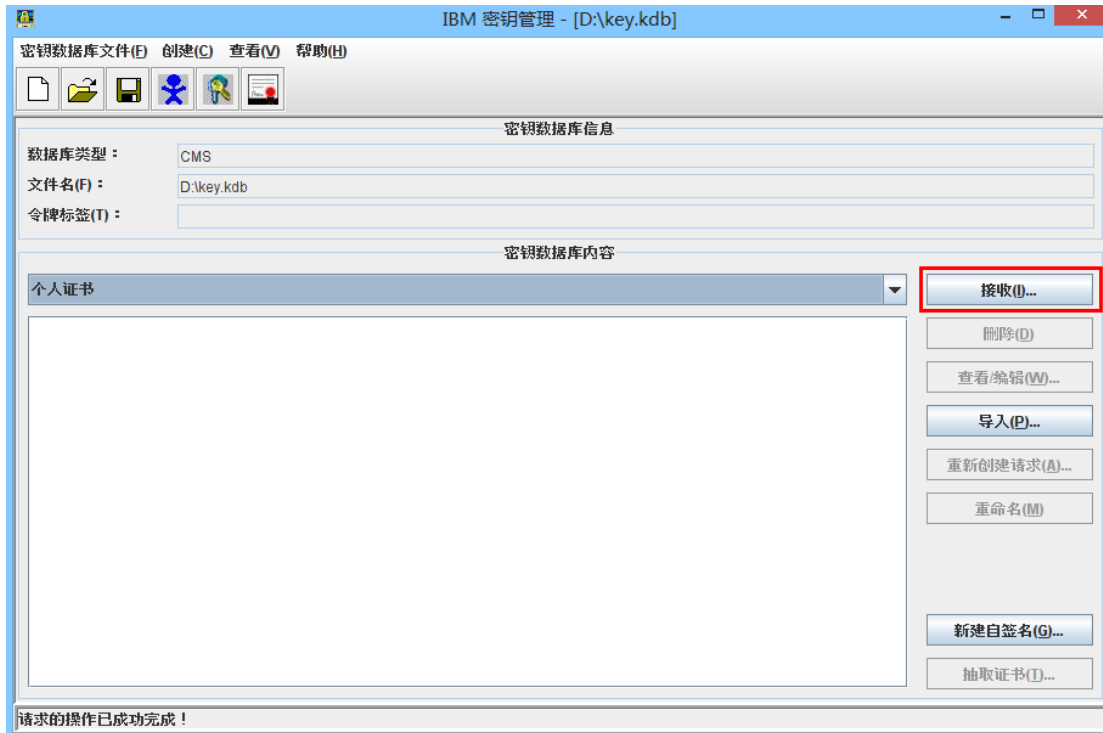 IBM 密钥管理 - [D:\key.kdb]
密钥数据库文件(F) 创建(C) 查看(V) 帮助(H)
密钥数据库信息
数据库类型： CMS
文件名(F)： D:\key.kdb
令牌标签(T)：
密钥数据库内容
个人证书
接收(I)...
删除(D)
查看/编辑(W)...
导入(P)...
重新创建请求(A)...
重命名(M)
新建自签名(G)...
抽取证书(T)...
请求的操作已成功完成！